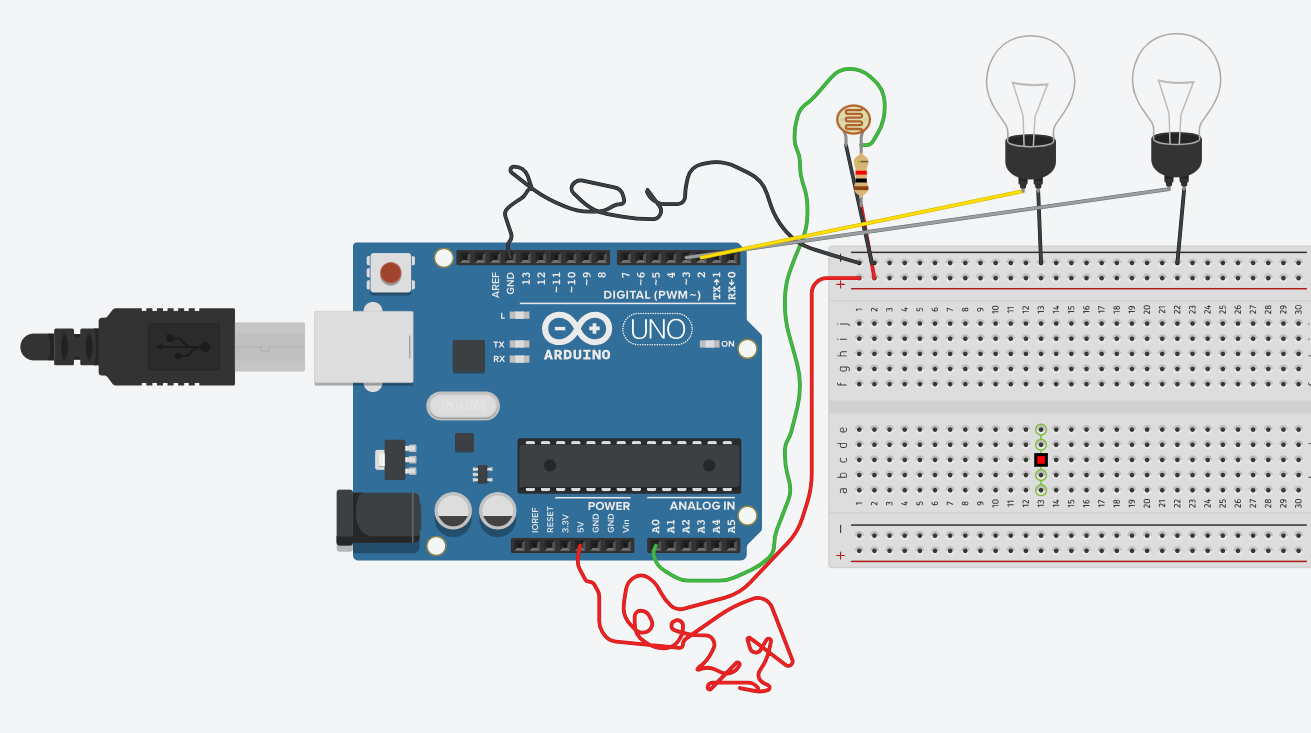 AREF
GND
13
12
~11
~10
~9
8
7
~6
~5
4
~3
2
TX→1
RX←0
DIGITAL (PWM~)
L
TX
RX
UNO
ARDUINO
ON
POWER
ANALOG IN
IOREF
RESET
3.3V
5V
GND
GND
Vin
A0
A1
A2
A3
A4
A5
+
1 2 3 4 5 6 7 8 9 10 11 12 13 14 15 16 17 18 19 20 21 22 23 24 25 26 27 28 29 30
j
i
h
g
f
e
d
c
b
a
1 2 3 4 5 6 7 8 9 10 11 12 13 14 15 16 17 18 19 20 21 22 23 24 25 26 27 28 29 30
−
+